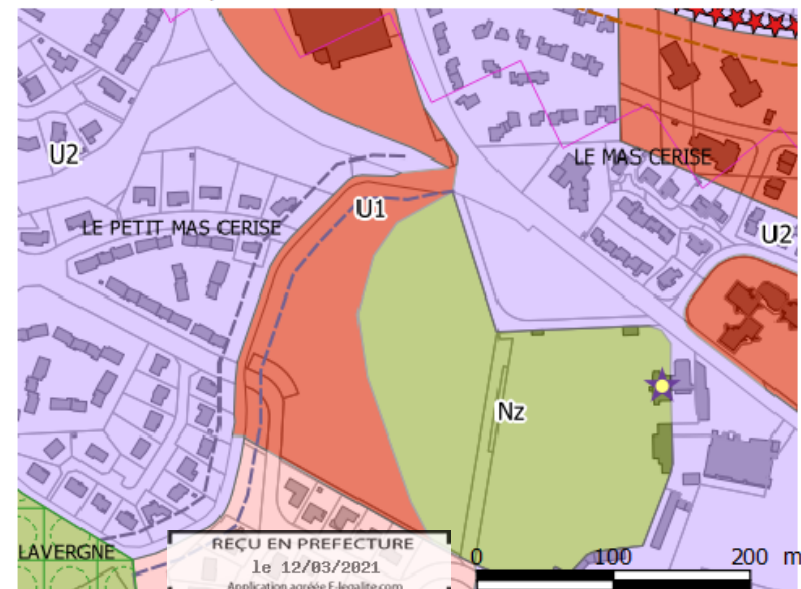 U2
LE MAS CERISE
U1
LE PETIT MAS CERISE
U2
Nz
LAVERGNE
REÇU EN PREFECTURE
le 12/03/2021
Application agréée E-legalite.com
0 100 200 m